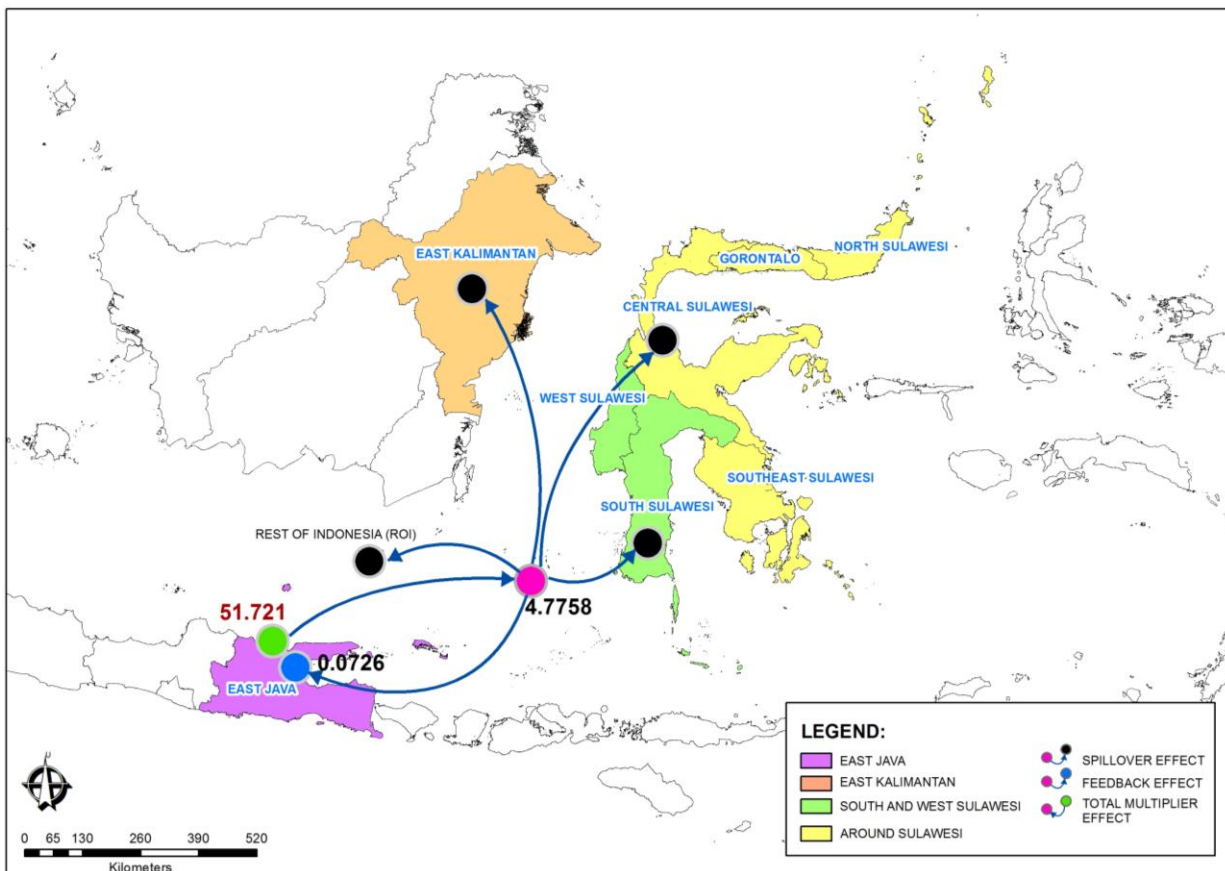 NORTH SULAWESI
EAST KALIMANTAN
GORONTALO
CENTRAL SULAWESI
WEST SULAWESI
SOUTHEAST SULAWESI
SOUTH SULAWESI
REST OF INDONESIA (ROI)
51.721
4.7758
0.0726
EAST JAVA
LEGEND:
EAST JAVA
EAST KALIMANTAN
SOUTH AND WEST SULAWESI
AROUND SULAWESI
SPILLOVER EFFECT
FEEDBACK EFFECT
TOTAL MULTIPLIER
EFFECT
0 65 130 260 390 520
Kilometers